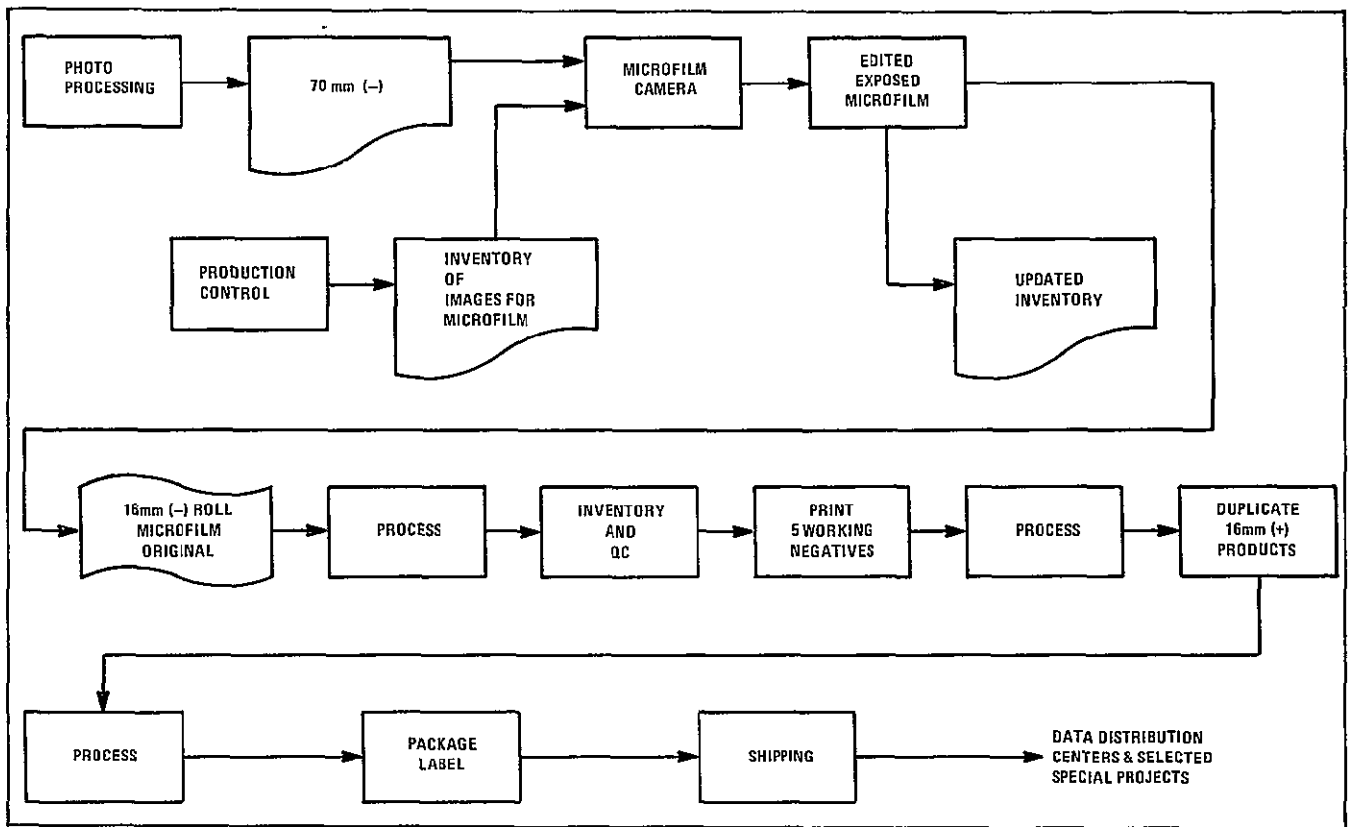 PHOTO
PROCESSING
70 mm (–)
MICROFILM
CAMERA
EDITED
EXPOSED
MICROFILM
PRODUCTION
CONTROL
INVENTORY
OF
IMAGES FOR
MICROFILM
UPDATED
INVENTORY
16mm (–) ROLL
MICROFILM
ORIGINAL
PROCESS
INVENTORY
AND
QC
PRINT
5 WORKING
NEGATIVES
PROCESS
DUPLICATE
16mm (+)
PRODUCTS
PROCESS
PACKAGE
LABEL
SHIPPING
DATA DISTRIBUTION
CENTERS & SELECTED
SPECIAL PROJECTS